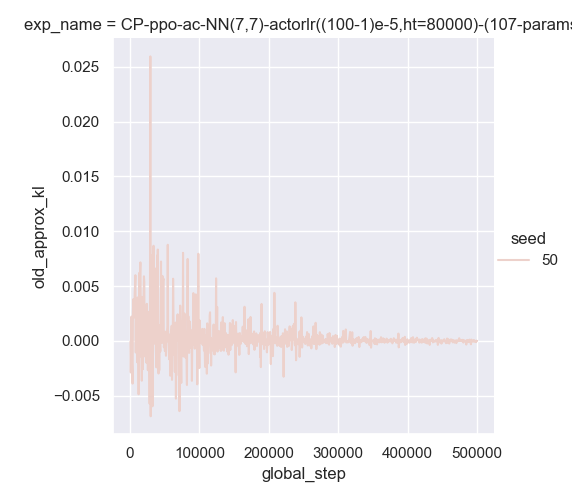 exp_name = CP-ppo-ac-NN(7,7)-actorlr((100-1)e-5,ht=80000)-(107-params
0.025
0.020
0.015
0.010
0.005
0.000
−0.005
old_approx_kl
0 100000 200000 300000 400000 500000
global_step
seed
50